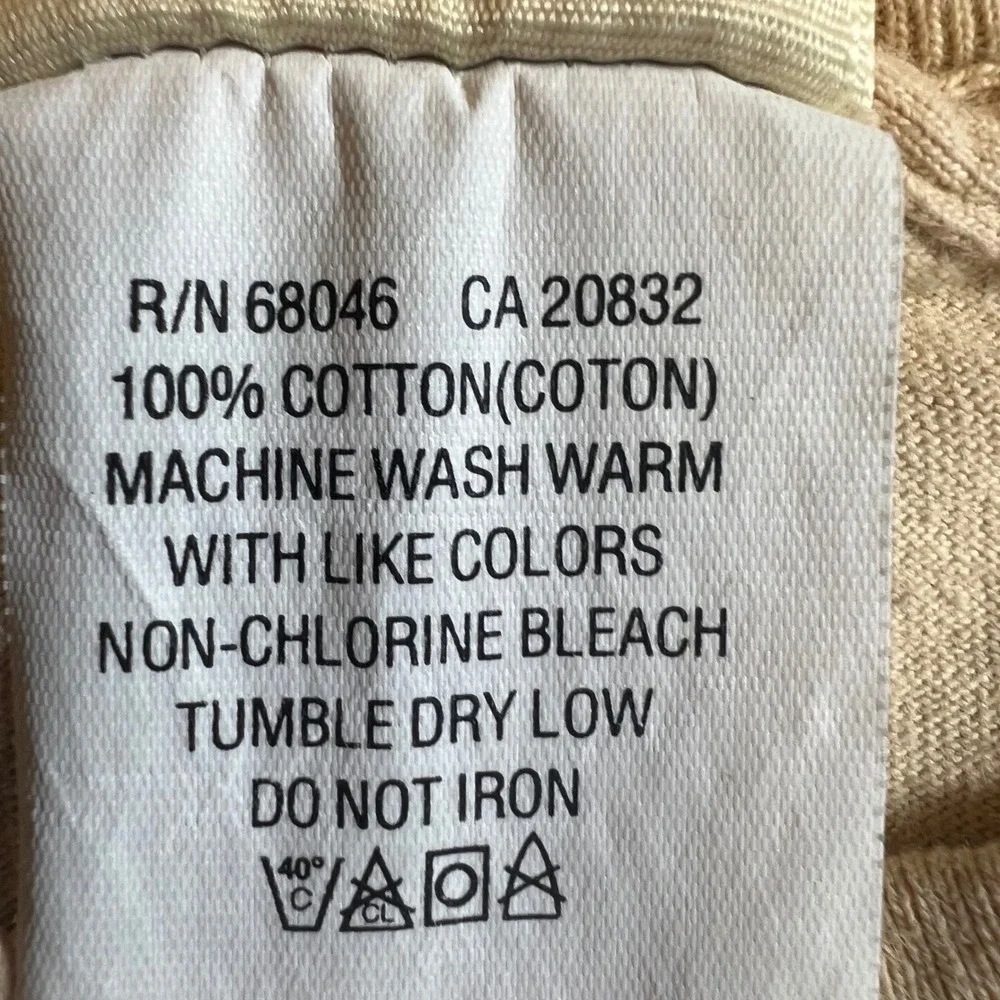 R/N 68046 CA 20832
100% COTTON(COTON)
MACHINE WASH WARM
WITH LIKE COLORS
NON-CHLORINE BLEACH
TUMBLE DRY LOW
DO NOT IRON
40° C CL